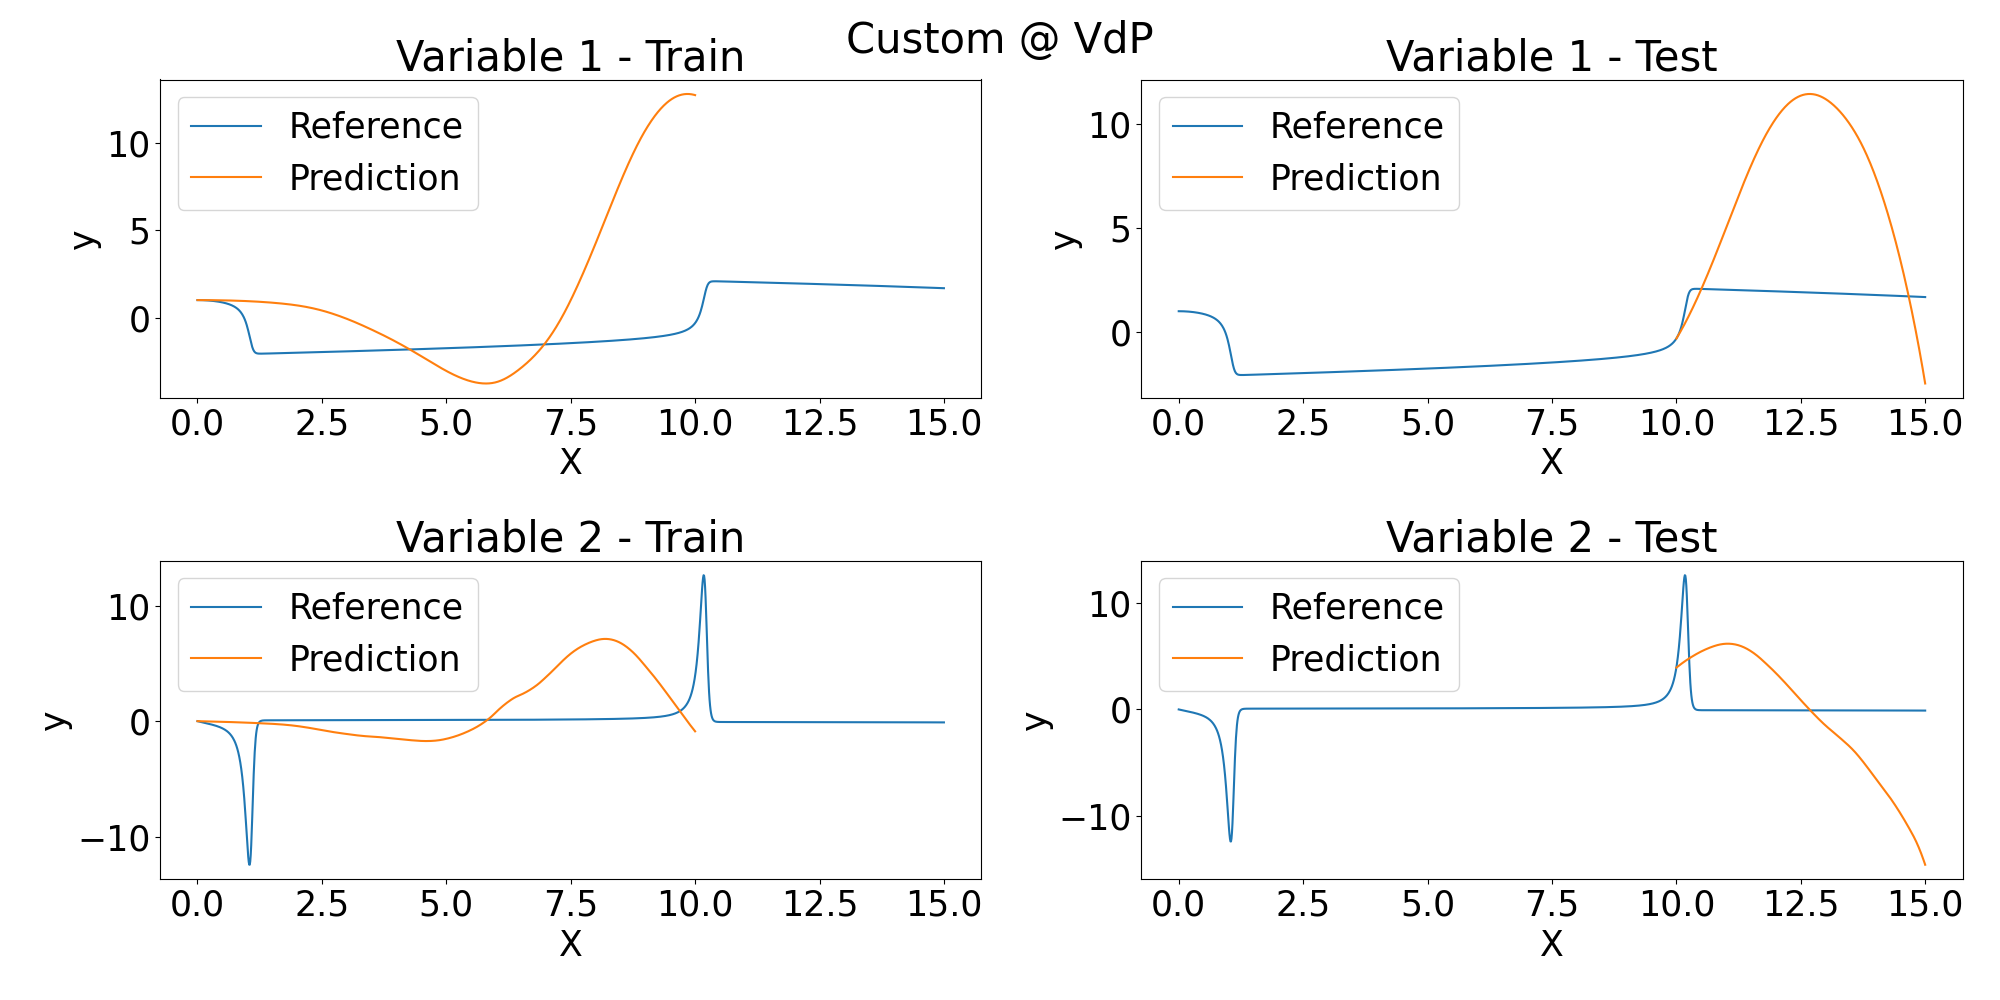 Custom @ VdP
Variable 1 - Train
Reference
Prediction
10
5
0
y
0.0 2.5 5.0 7.5 10.0 12.5 15.0
X
Variable 1 - Test
Reference
Prediction
10
5
0
y
0.0 2.5 5.0 7.5 10.0 12.5 15.0
X
Variable 2 - Train
Reference
Prediction
10
0
−10
y
0.0 2.5 5.0 7.5 10.0 12.5 15.0
X
Variable 2 - Test
Reference
Prediction
10
0
−10
y
0.0 2.5 5.0 7.5 10.0 12.5 15.0
X